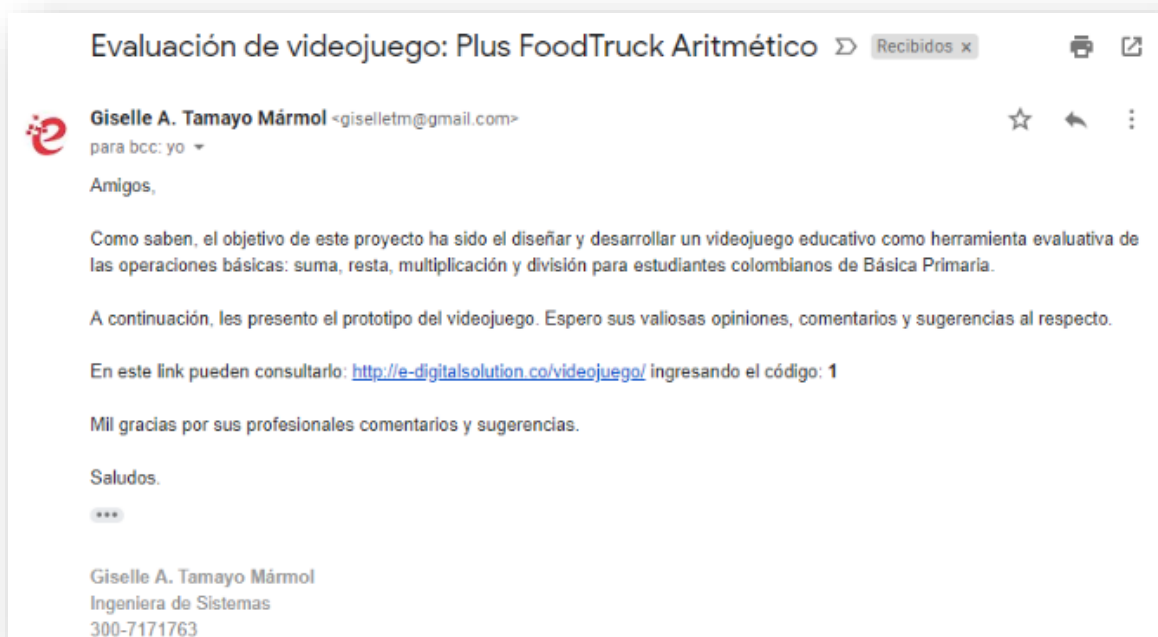 Evaluación de videojuego: Plus FoodTruck Aritmético Recibidos x
Giselle A. Tamayo Mármol <giselletm@gmail.com>
para bcc: yo
Amigos,
Como saben, el objetivo de este proyecto ha sido el diseñar y desarrollar un videojuego educativo como herramienta evaluativa de
las operaciones básicas: suma, resta, multiplicación y división para estudiantes colombianos de Básica Primaria.
A continuación, les presento el prototipo del videojuego. Espero sus valiosas opiniones, comentarios y sugerencias al respecto.
En este link pueden consultarlo: http://e-digitalsolution.co/videojuego/ ingresando el código: 1
Mil gracias por sus profesionales comentarios y sugerencias.
Saludos.
Giselle A. Tamayo Mármol
Ingeniera de Sistemas
300-7171763